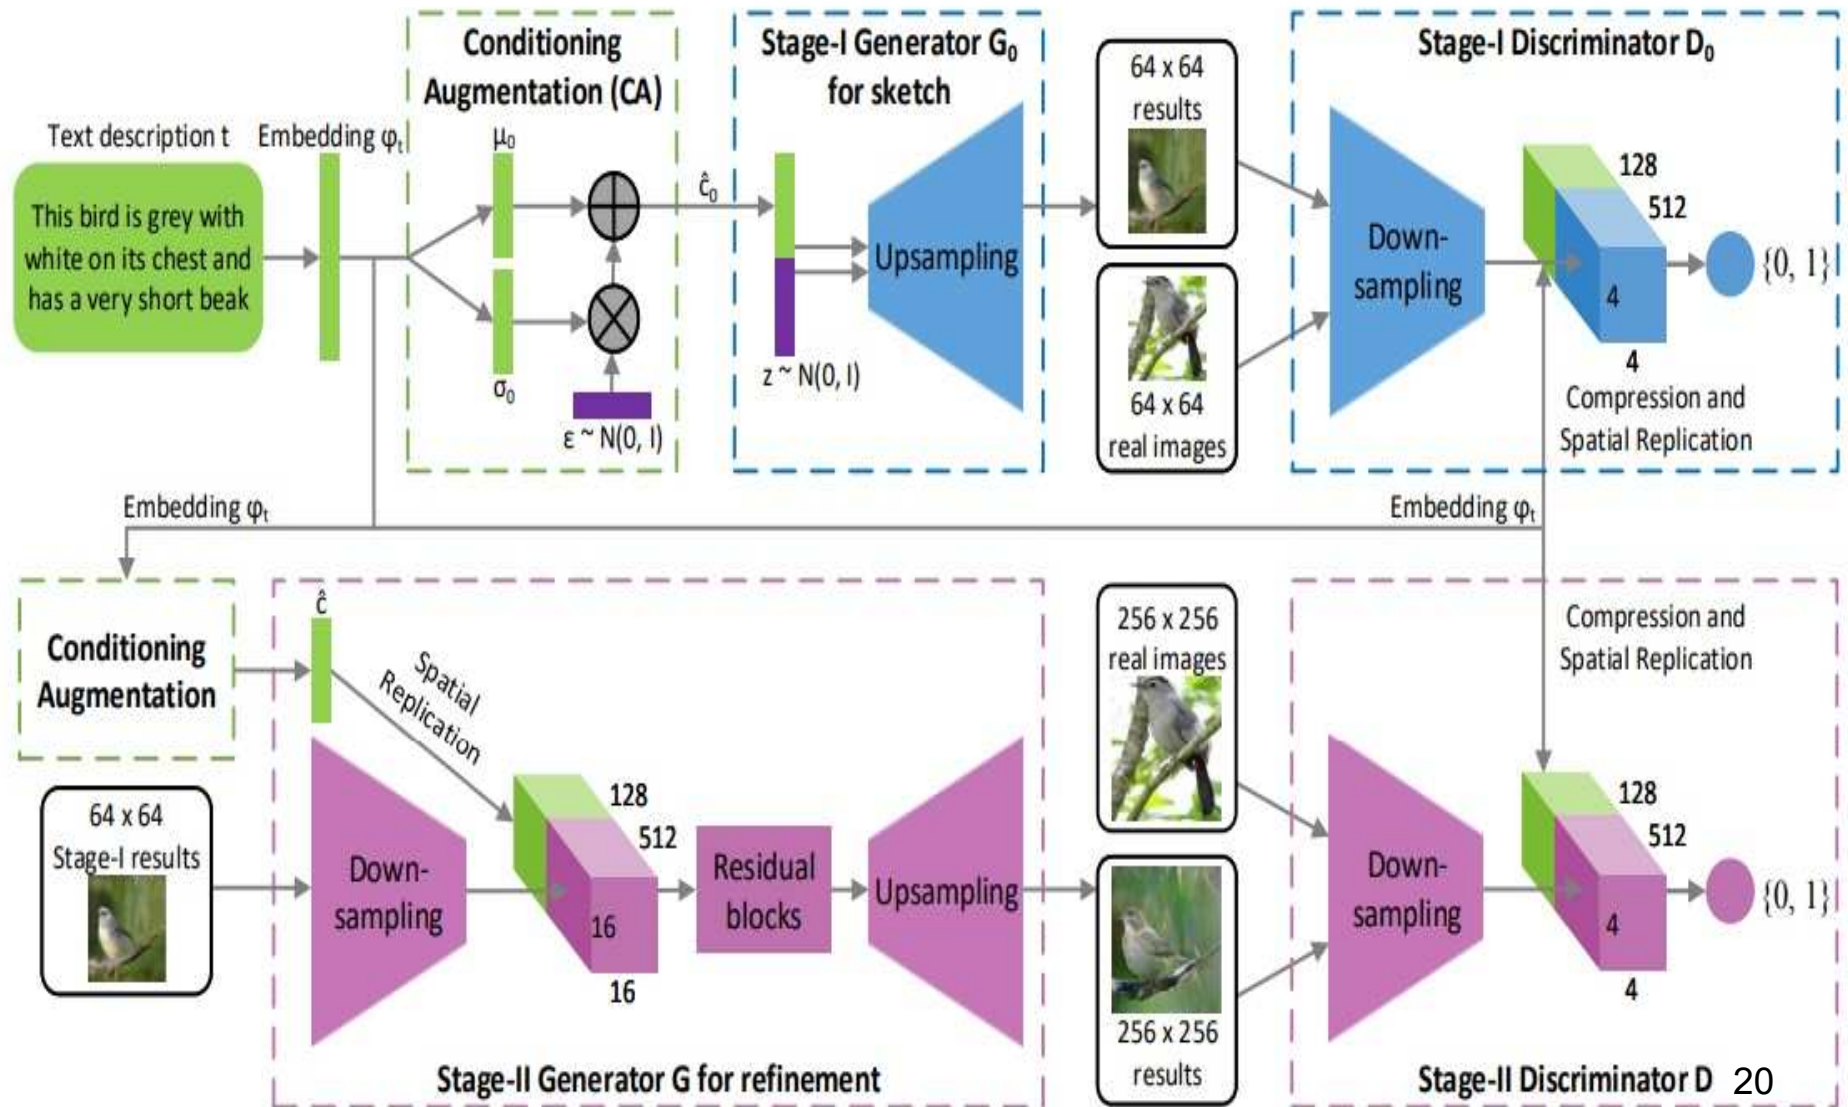 Conditioning
Augmentation (CA)
Stage-I Generator G₀
for sketch
64 x 64
results
Stage-I Discriminator D₀
Text description t
Embedding φₜ
μ₀
This bird is grey with
white on its chest and
has a very short beak
ĉ₀
Upsampling
Down-
sampling
128
512
4
4
{0, 1}
σ₀
ε ~ N(0, I)
z ~ N(0, I)
64 x 64
real images
Compression and
Spatial Replication
Embedding φₜ
Embedding φₜ
Conditioning
Augmentation
ĉ
Spatial
Replication
256 x 256
real images
Compression and
Spatial Replication
64 x 64
Stage-I results
Down-
sampling
128
512
16
16
Residual
blocks
Upsampling
Down-
sampling
128
512
4
4
{0, 1}
256 x 256
results
Stage-II Generator G for refinement
Stage-II Discriminator D
20